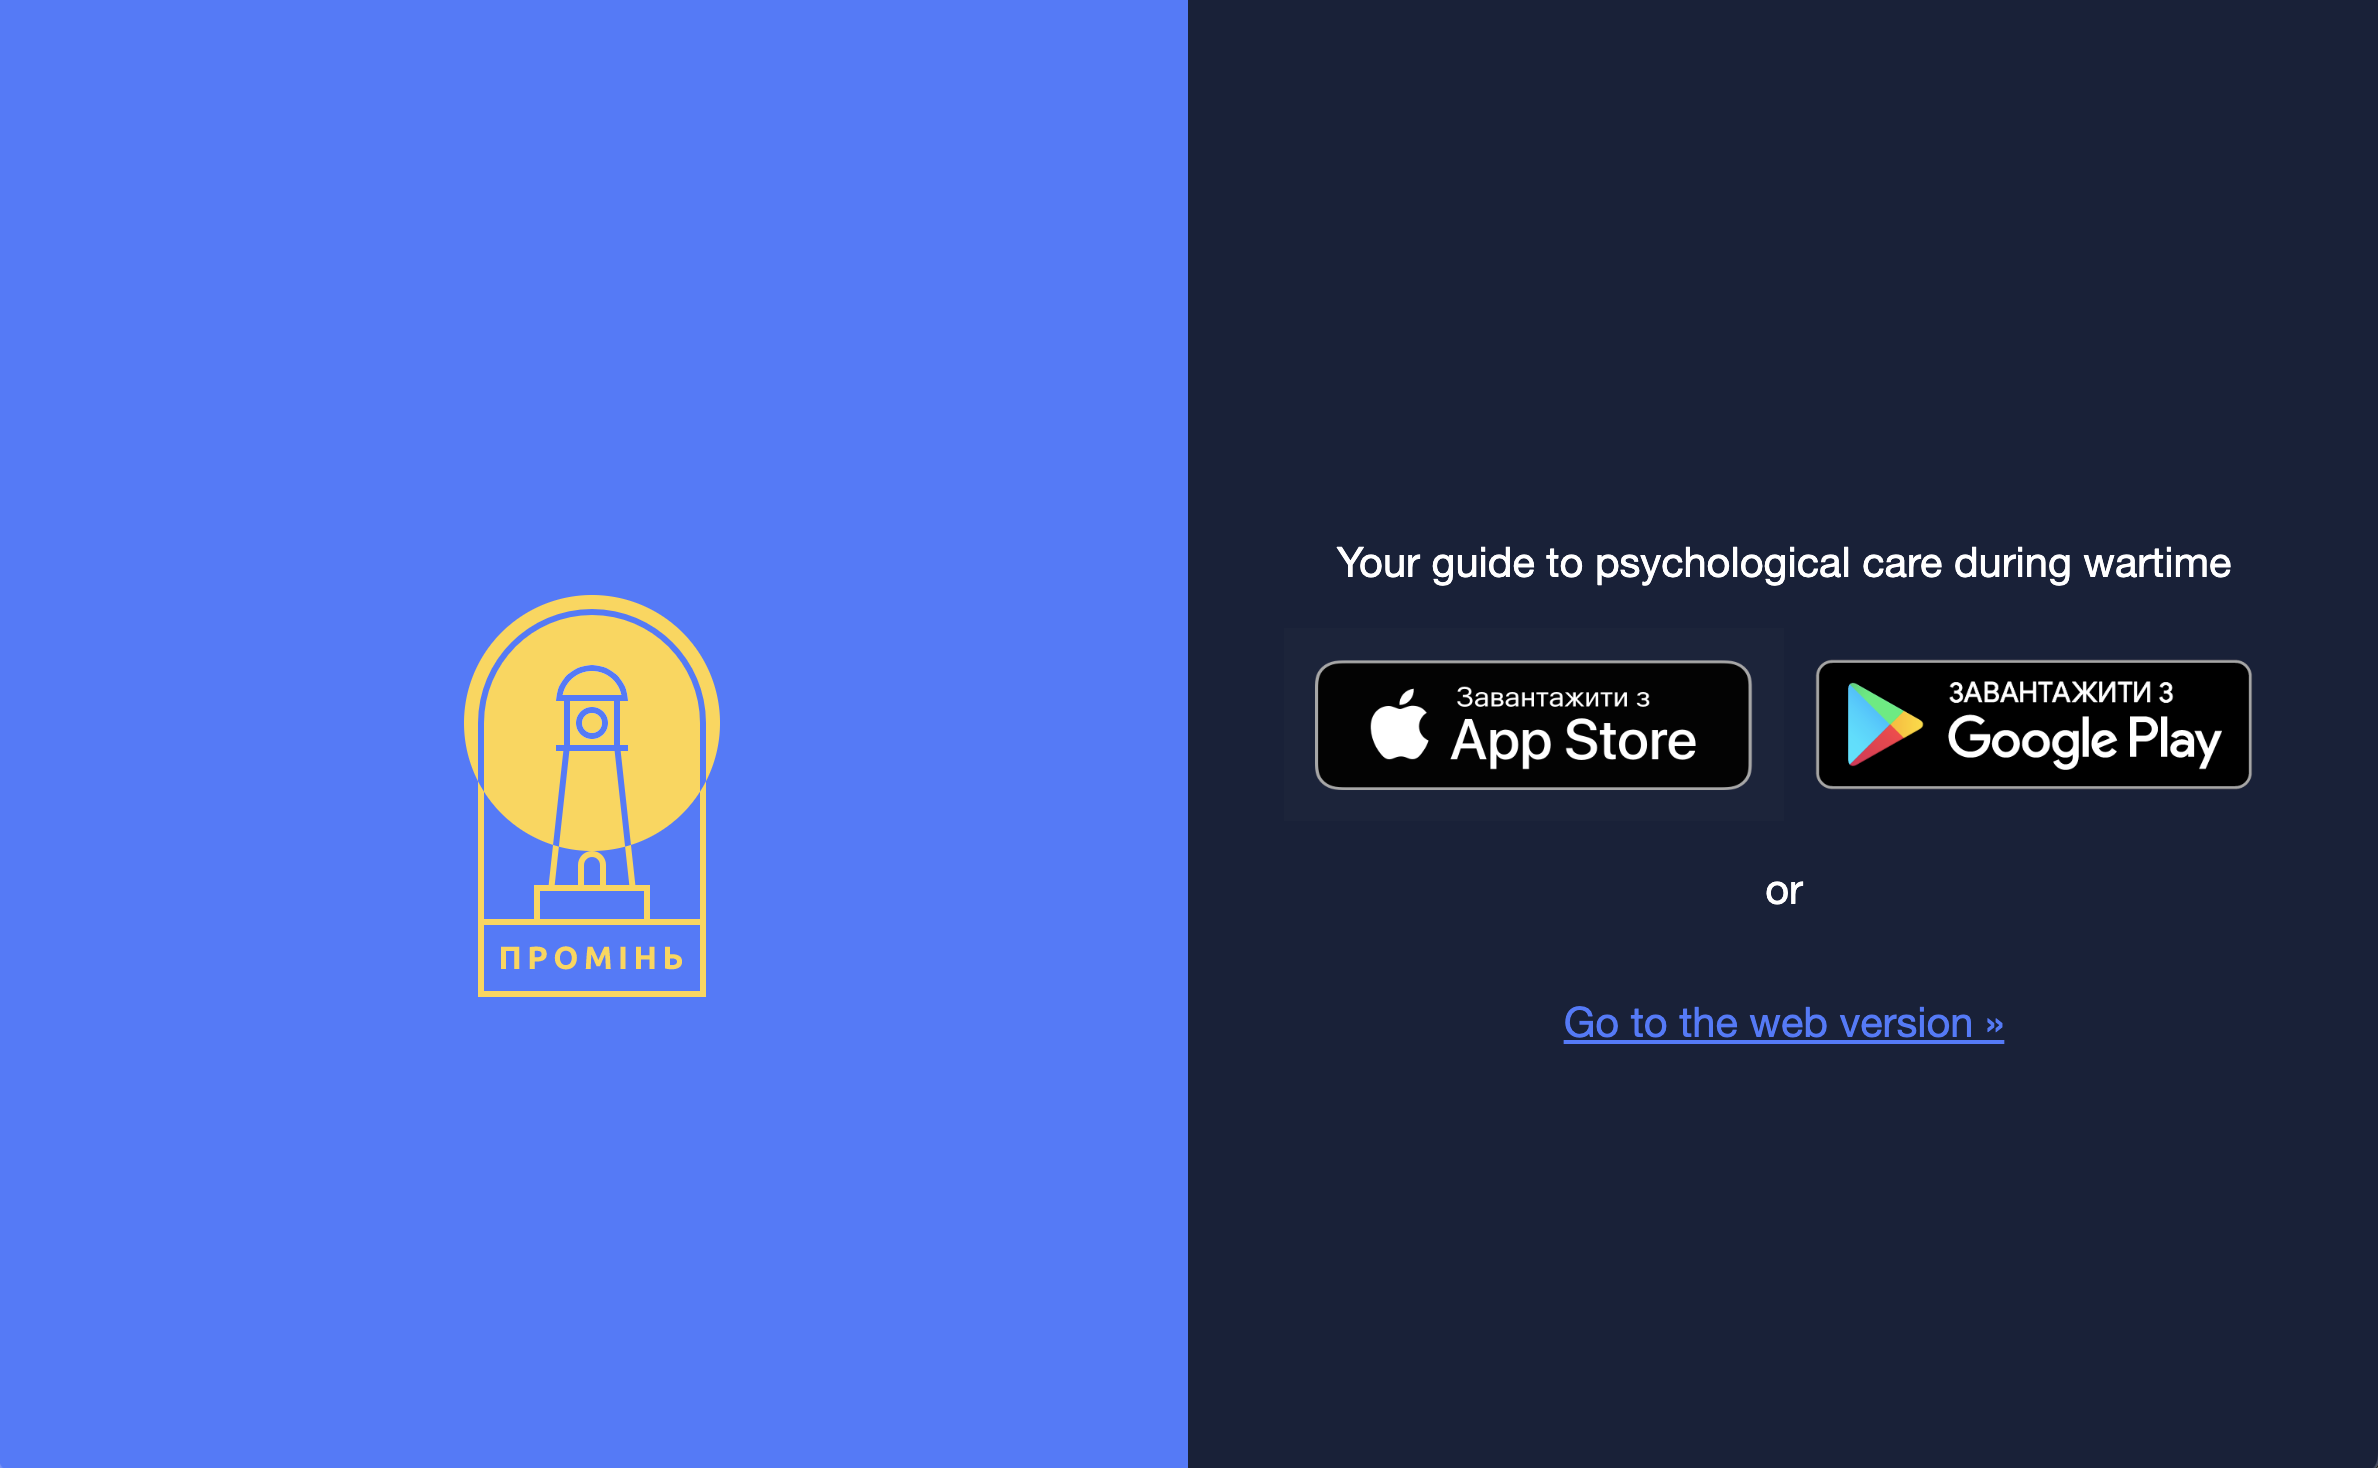 ПРОМІНЬ
Your guide to psychological care during wartime
Завантажити з
App Store
ЗАВАНТАЖИТИ З
Google Play
or
Go to the web version »